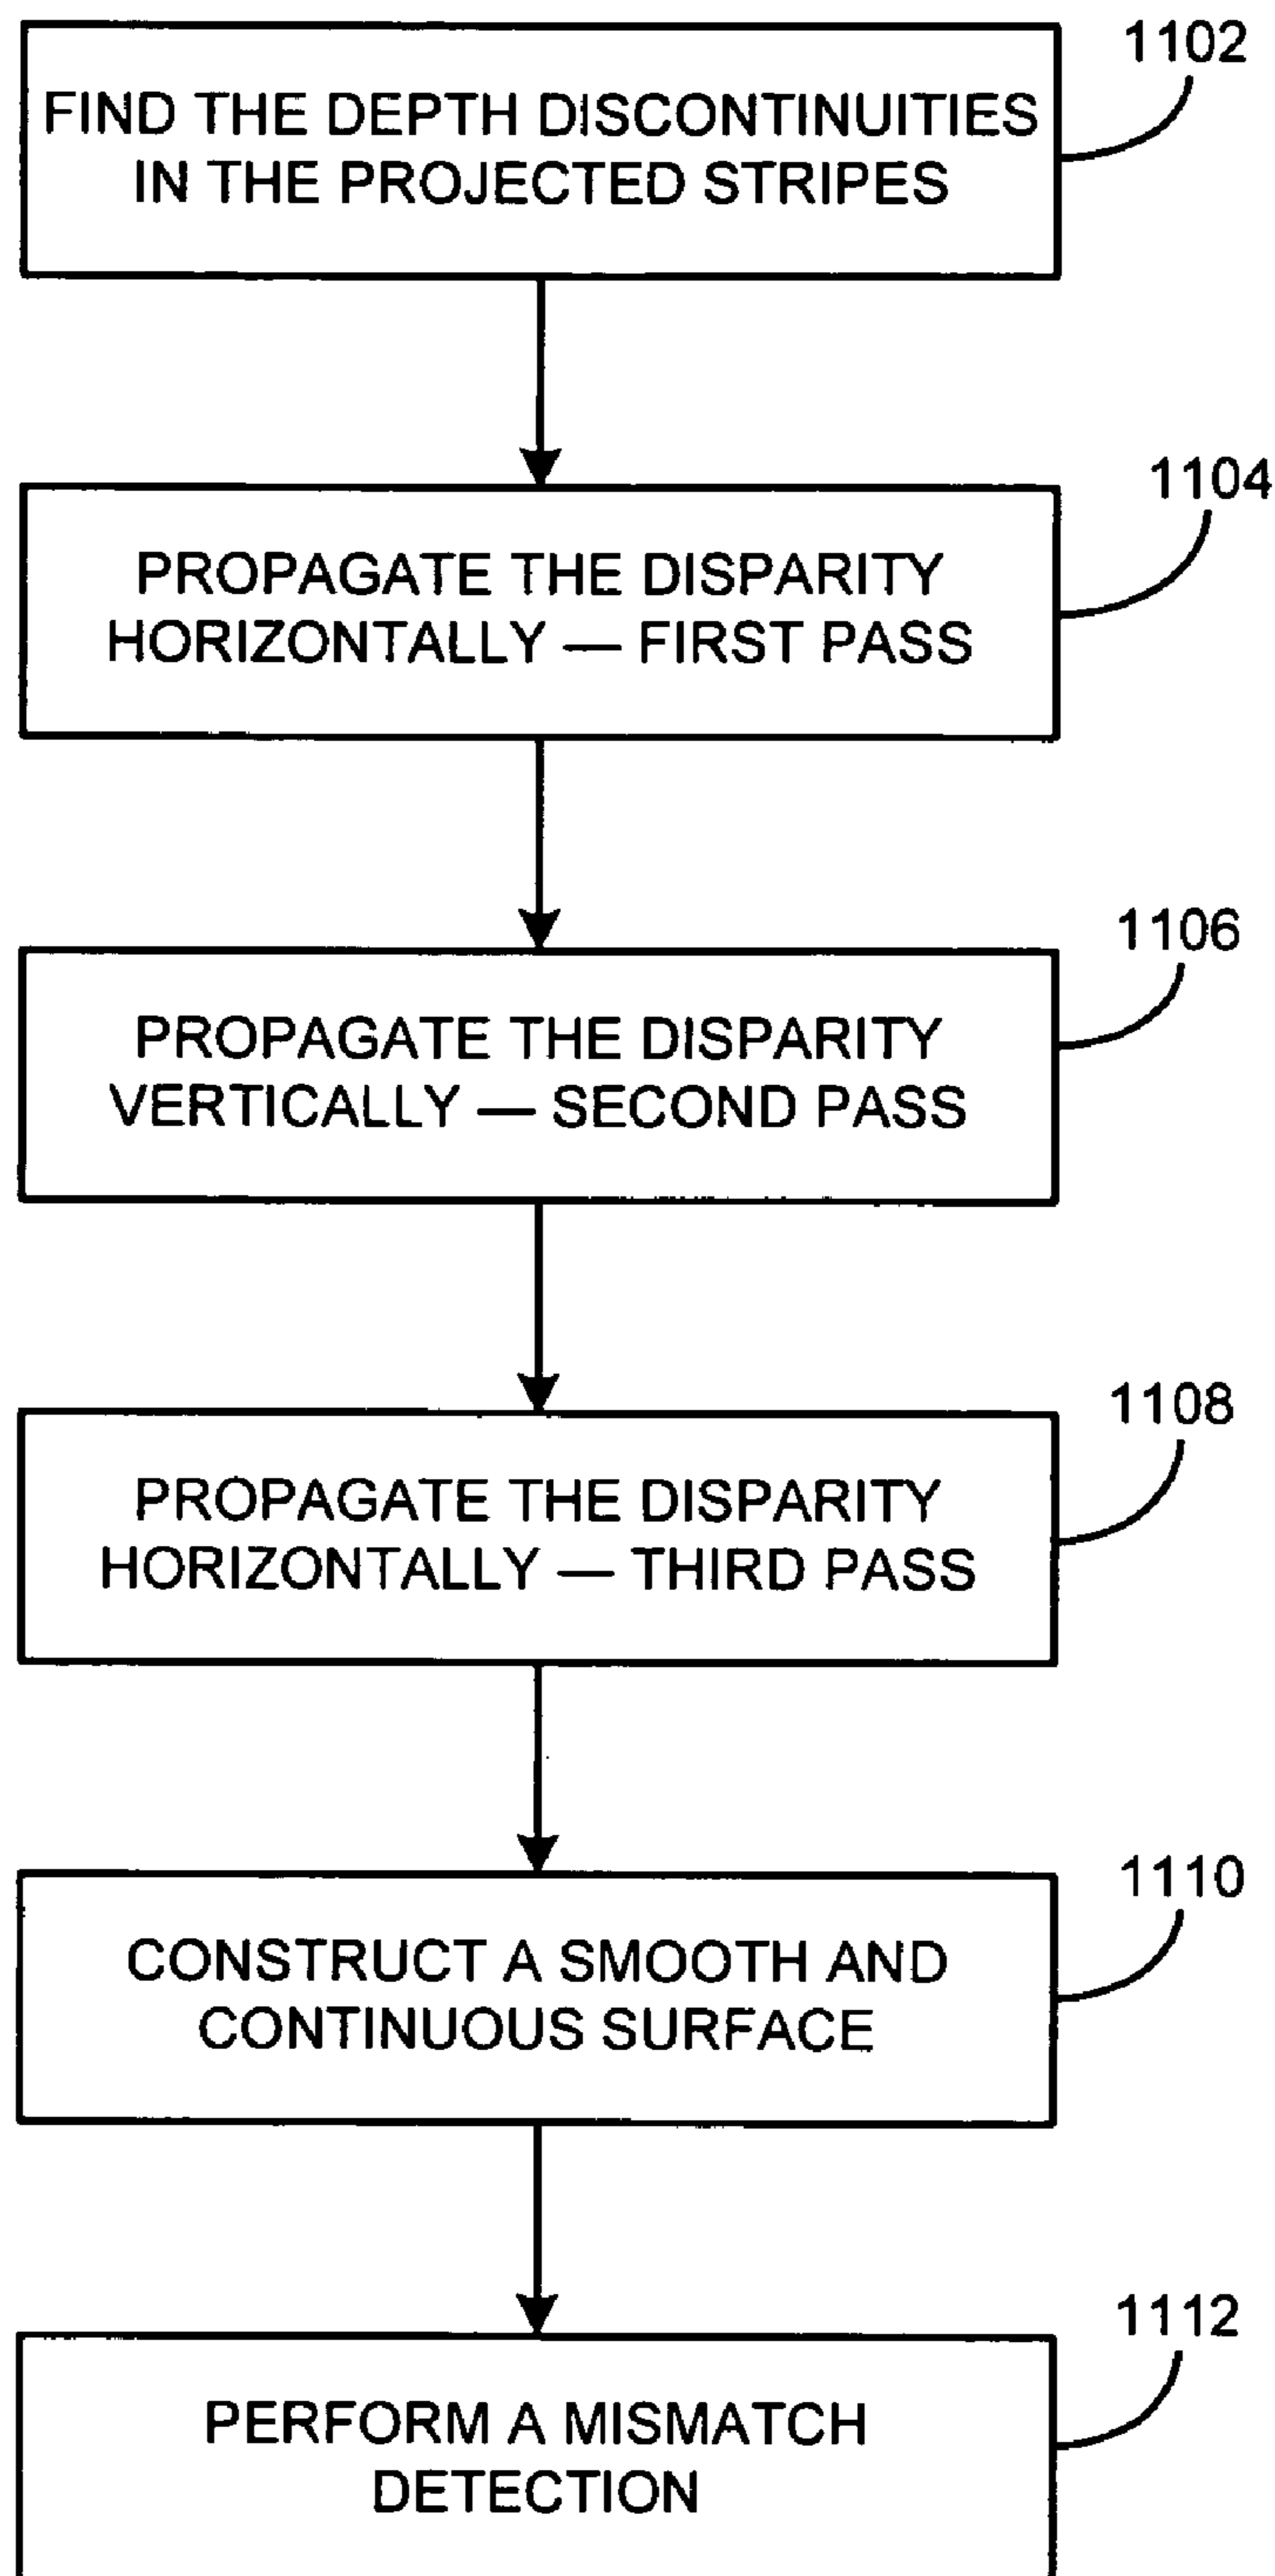 1102
FIND THE DEPTH DISCONTINUITIES
IN THE PROJECTED STRIPES
1104
PROPAGATE THE DISPARITY
HORIZONTALLY — FIRST PASS
1106
PROPAGATE THE DISPARITY
VERTICALLY — SECOND PASS
1108
PROPAGATE THE DISPARITY
HORIZONTALLY — THIRD PASS
1110
CONSTRUCT A SMOOTH AND
CONTINUOUS SURFACE
1112
PERFORM A MISMATCH
DETECTION